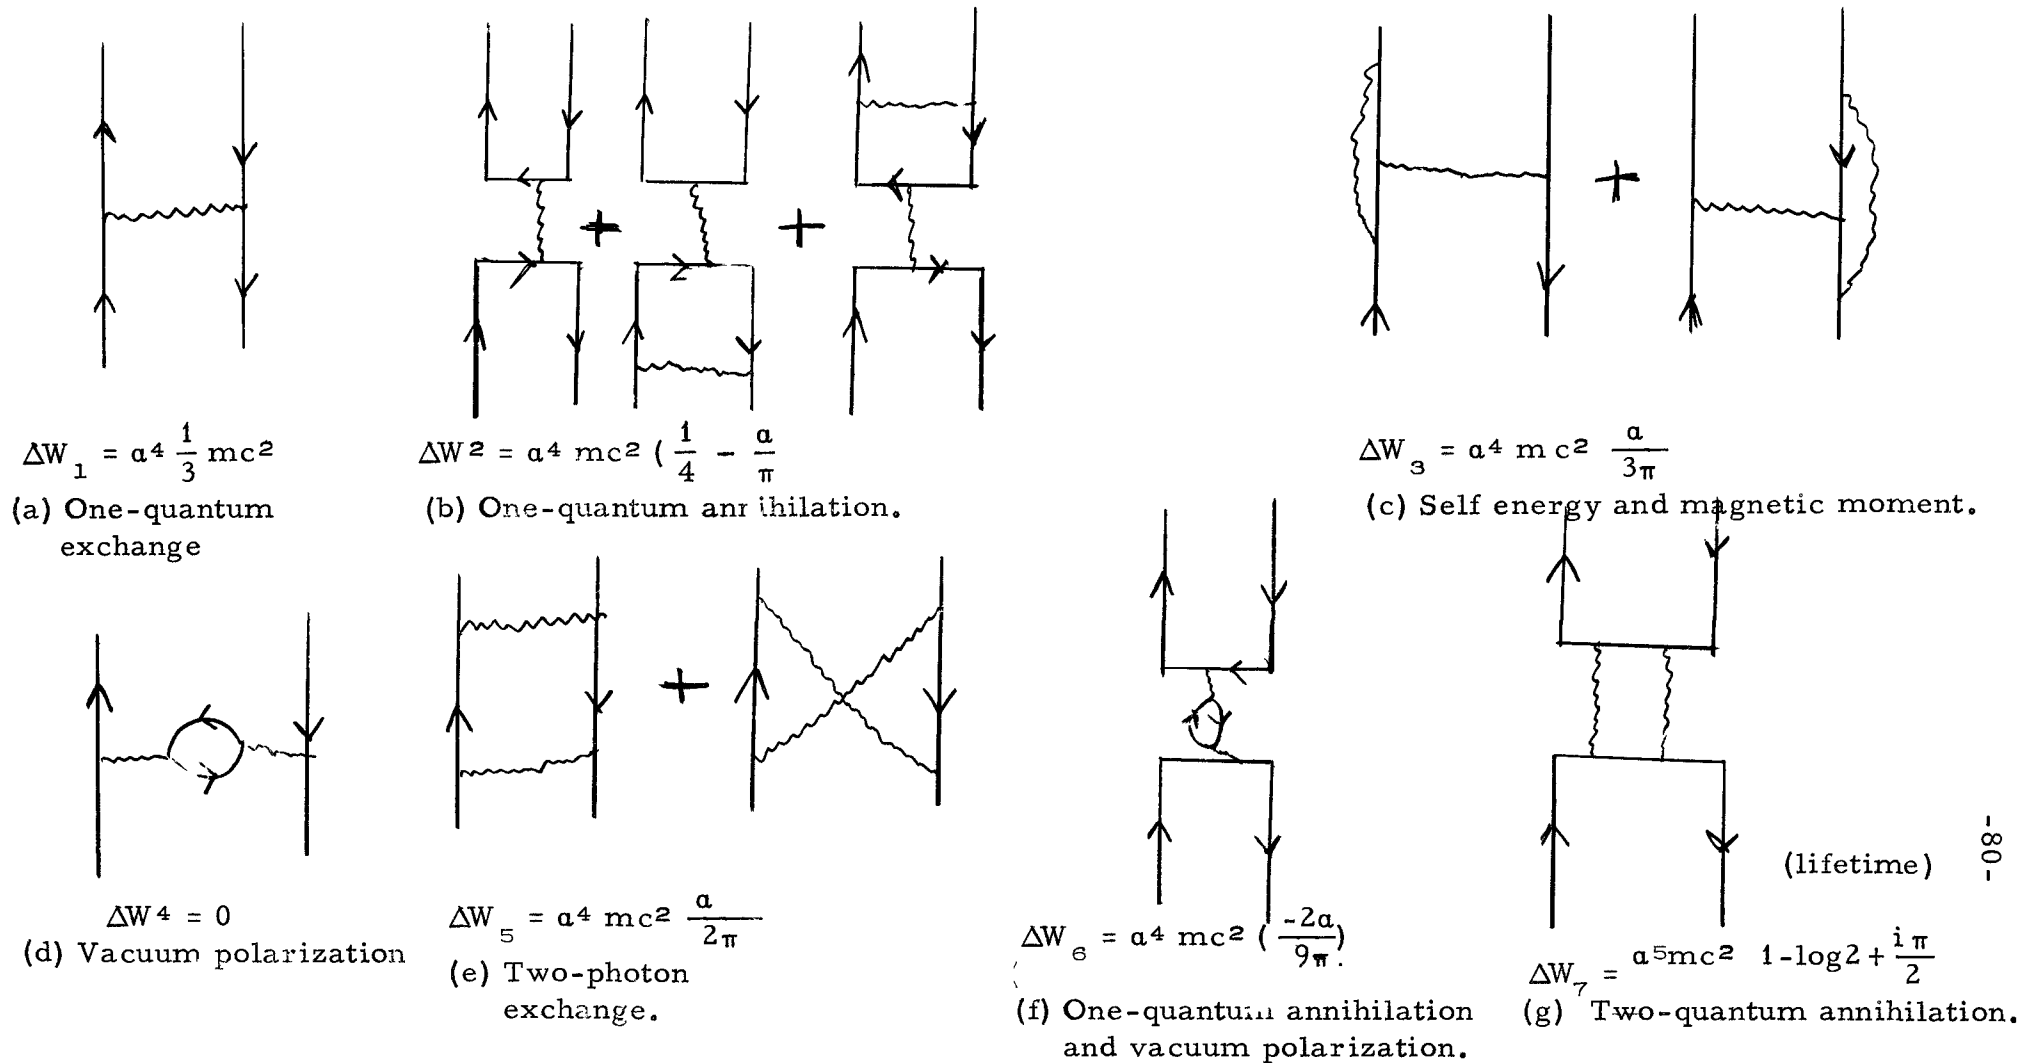 ΔW₁ = α⁴ 1/3 mc²
(a) One-quantum
exchange
ΔW² = α⁴ mc² ( 1/4 - α/π
(b) One-quantum annihilation.
ΔW₃ = α⁴ mc² α/3π
(c) Self energy and magnetic moment.
ΔW⁴ = 0
(d) Vacuum polarization
ΔW₅ = α⁴ mc² α/2π
(e) Two-photon
exchange.
ΔW₆ = α⁴ mc² ( -2α/9π )
(f) One-quantum annihilation
and vacuum polarization.
(lifetime)
ΔW₇ = α⁵mc² 1-log2 + iπ/2
(g) Two-quantum annihilation.
-80-